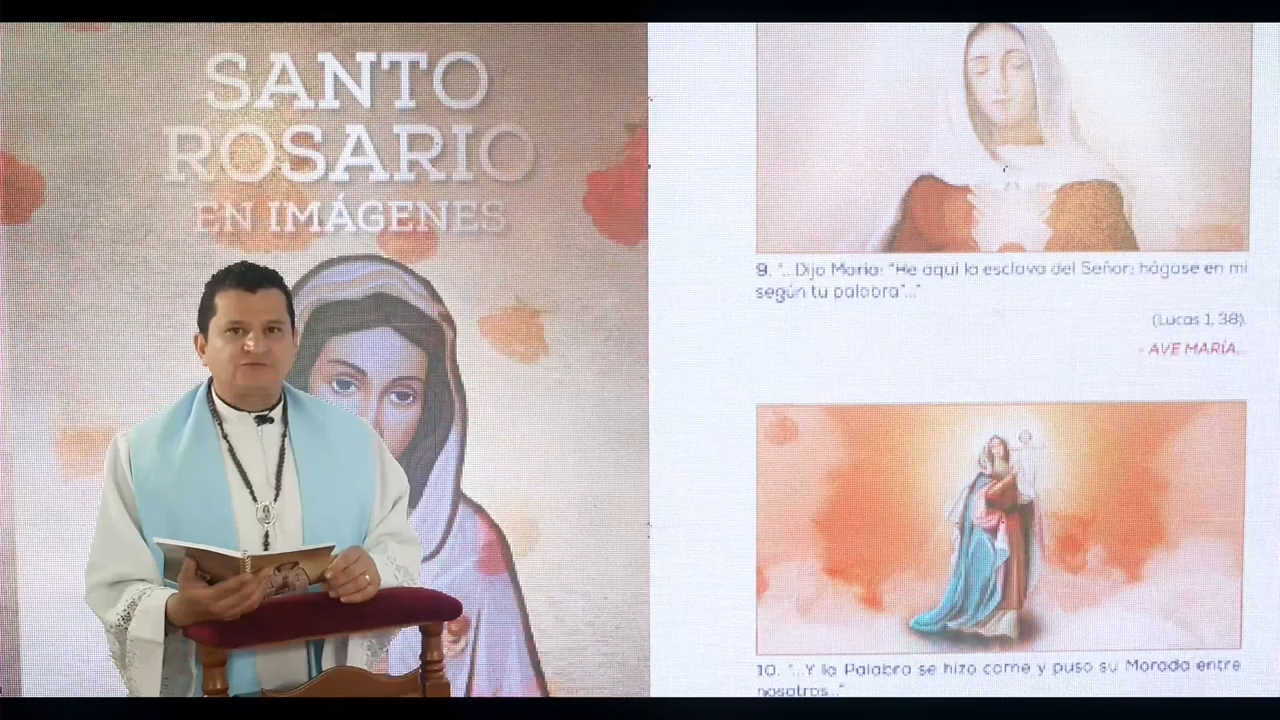 SANTO
ROSARIO
EN IMÁGENES
9. "... Dijo María: "He aquí la esclava del Señor; hágase en mí
según tu palabra"..."
(Lucas 1, 38).
- AVE MARÍA.
10. "...Y la Palabra se hizo carne y puso su Morada entre
nosotros..."